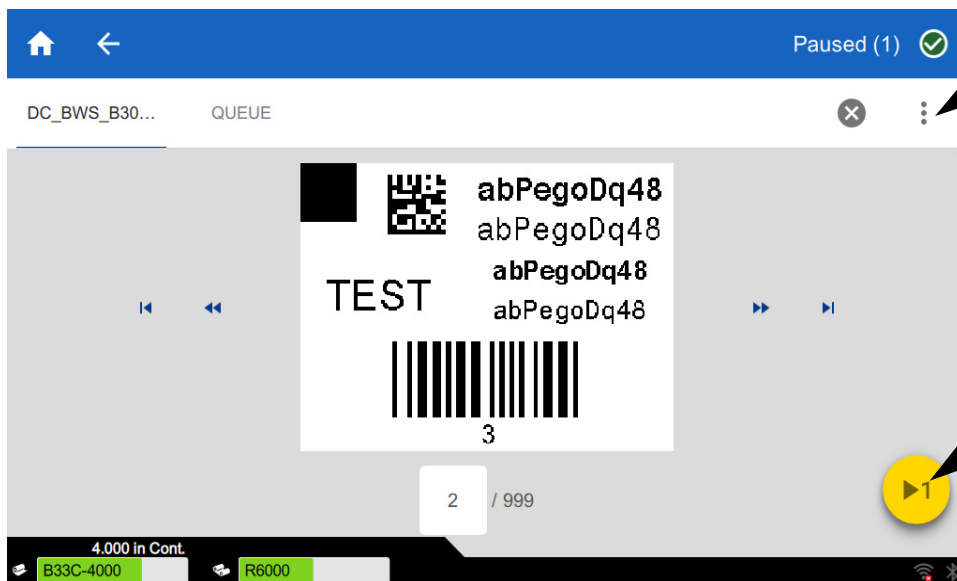 Paused (1)
DC_BWS_B30... QUEUE
abPegoDq48
abPegoDq48
abPegoDq48
TEST
abPegoDq48
3
2 / 999
1
4.000 in Cont.
B33C-4000 R6000